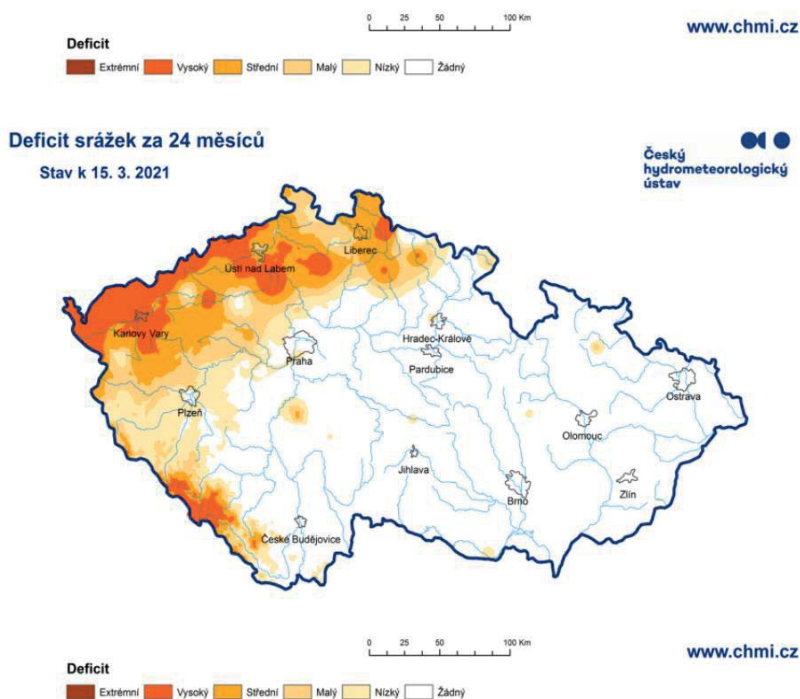 0 25 50 100 Km
www.chmi.cz
Deficit
Extrémní Vysoký Střední Malý Nízký Žádný
Deficit srážek za 24 měsíců
Stav k 15. 3. 2021
Český
hydrometeorologický
ústav
Liberec
Ústí nad Labem
Karlovy Vary
Hradec-Králové
Praha
Pardubice
Ostrava
Plzeň
Olomouc
Jihlava
Zlín
Brno
České Budějovice
0 25 50 100 Km
www.chmi.cz
Deficit
Extrémní Vysoký Střední Malý Nízký Žádný